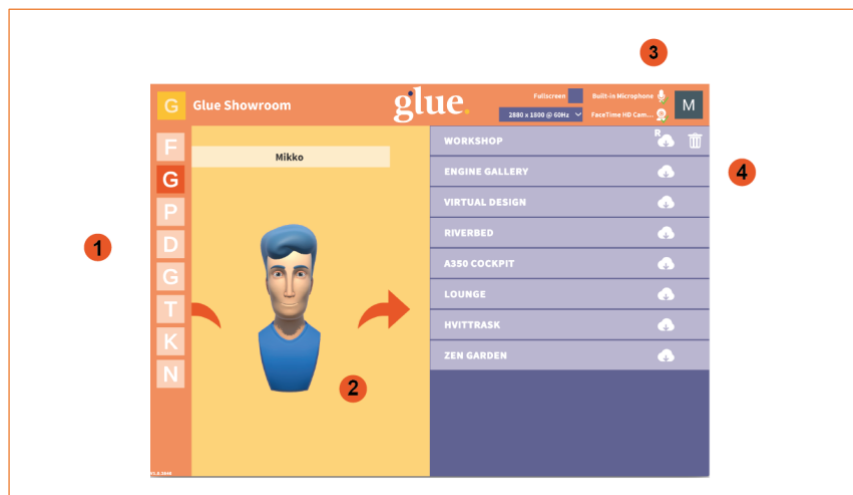 3
G
Glue Showroom
glue.
Fullscreen
Built-in Microphone
M
2880 x 1800 @ 60Hz
FaceTime HD Cam...
F
G
P
D
G
T
K
N
Mikko
WORKSHOP
R
ENGINE GALLERY
VIRTUAL DESIGN
RIVERBED
A350 COCKPIT
LOUNGE
HVITTRASK
ZEN GARDEN
4
1
2